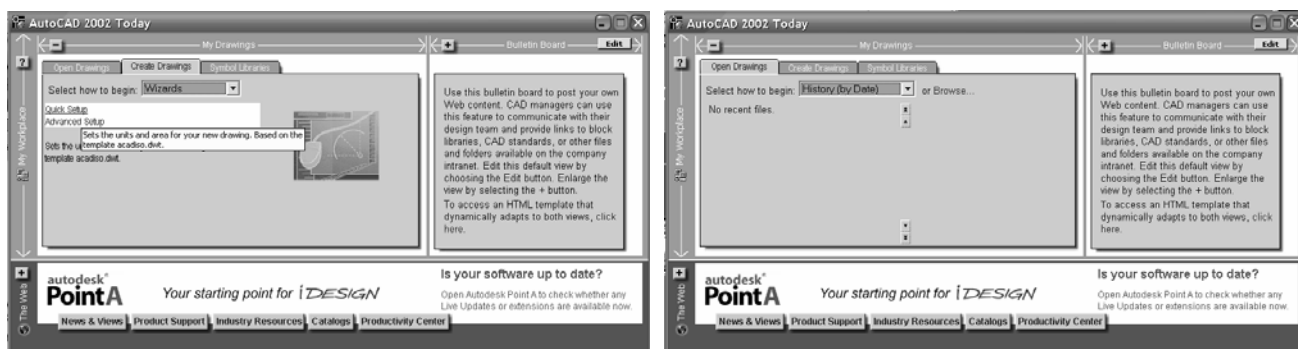 AutoCAD 2002 Today
My Drawings
Bulletin Board
Edit
?
My Workplace
Open Drawings
Create Drawings
Symbol Libraries
Select how to begin: Wizards
Quick Setup
Advanced Setup
Sets the units and area for your new drawing. Based on the
template acadiso.dwt.
Sets the u
template acadiso.dwt.
Use this bulletin board to post your own
Web content. CAD managers can use
this feature to communicate with their
design team and provide links to block
libraries, CAD standards, or other files
and folders available on the company
intranet. Edit this default view by
choosing the Edit button. Enlarge the
view by selecting the + button.
To access an HTML template that
dynamically adapts to both views, click
here.
The Web
autodesk®
Point A
Your starting point for iDESIGN
Is your software up to date?
Open Autodesk Point A to check whether any
Live Updates or extensions are available now.
News & Views
Product Support
Industry Resources
Catalogs
Productivity Center
AutoCAD 2002 Today
My Drawings
Bulletin Board
Edit
?
My Workplace
Open Drawings
Create Drawings
Symbol Libraries
Select how to begin: History (by Date) or Browse...
No recent files.
Use this bulletin board to post your own
Web content. CAD managers can use
this feature to communicate with their
design team and provide links to block
libraries, CAD standards, or other files
and folders available on the company
intranet. Edit this default view by
choosing the Edit button. Enlarge the
view by selecting the + button.
To access an HTML template that
dynamically adapts to both views, click
here.
The Web
autodesk®
Point A
Your starting point for iDESIGN
Is your software up to date?
Open Autodesk Point A to check whether any
Live Updates or extensions are available now.
News & Views
Product Support
Industry Resources
Catalogs
Productivity Center